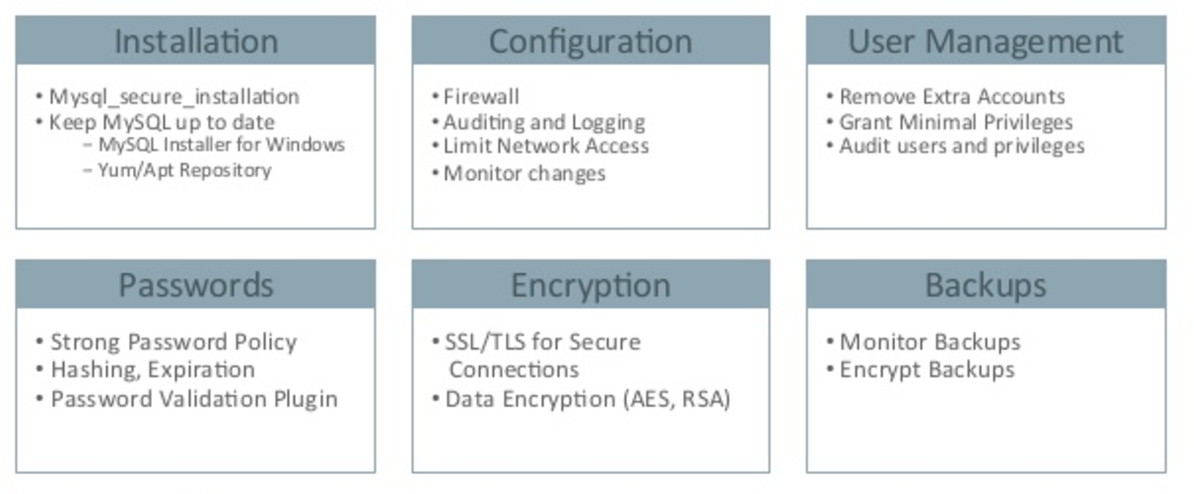 Installation
• Mysql_secure_installation
• Keep MySQL up to date
– MySQL Installer for Windows
– Yum/Apt Repository
Configuration
• Firewall
• Auditing and Logging
• Limit Network Access
• Monitor changes
User Management
• Remove Extra Accounts
• Grant Minimal Privileges
• Audit users and privileges
Passwords
• Strong Password Policy
• Hashing, Expiration
• Password Validation Plugin
Encryption
• SSL/TLS for Secure
Connections
• Data Encryption (AES, RSA)
Backups
• Monitor Backups
• Encrypt Backups